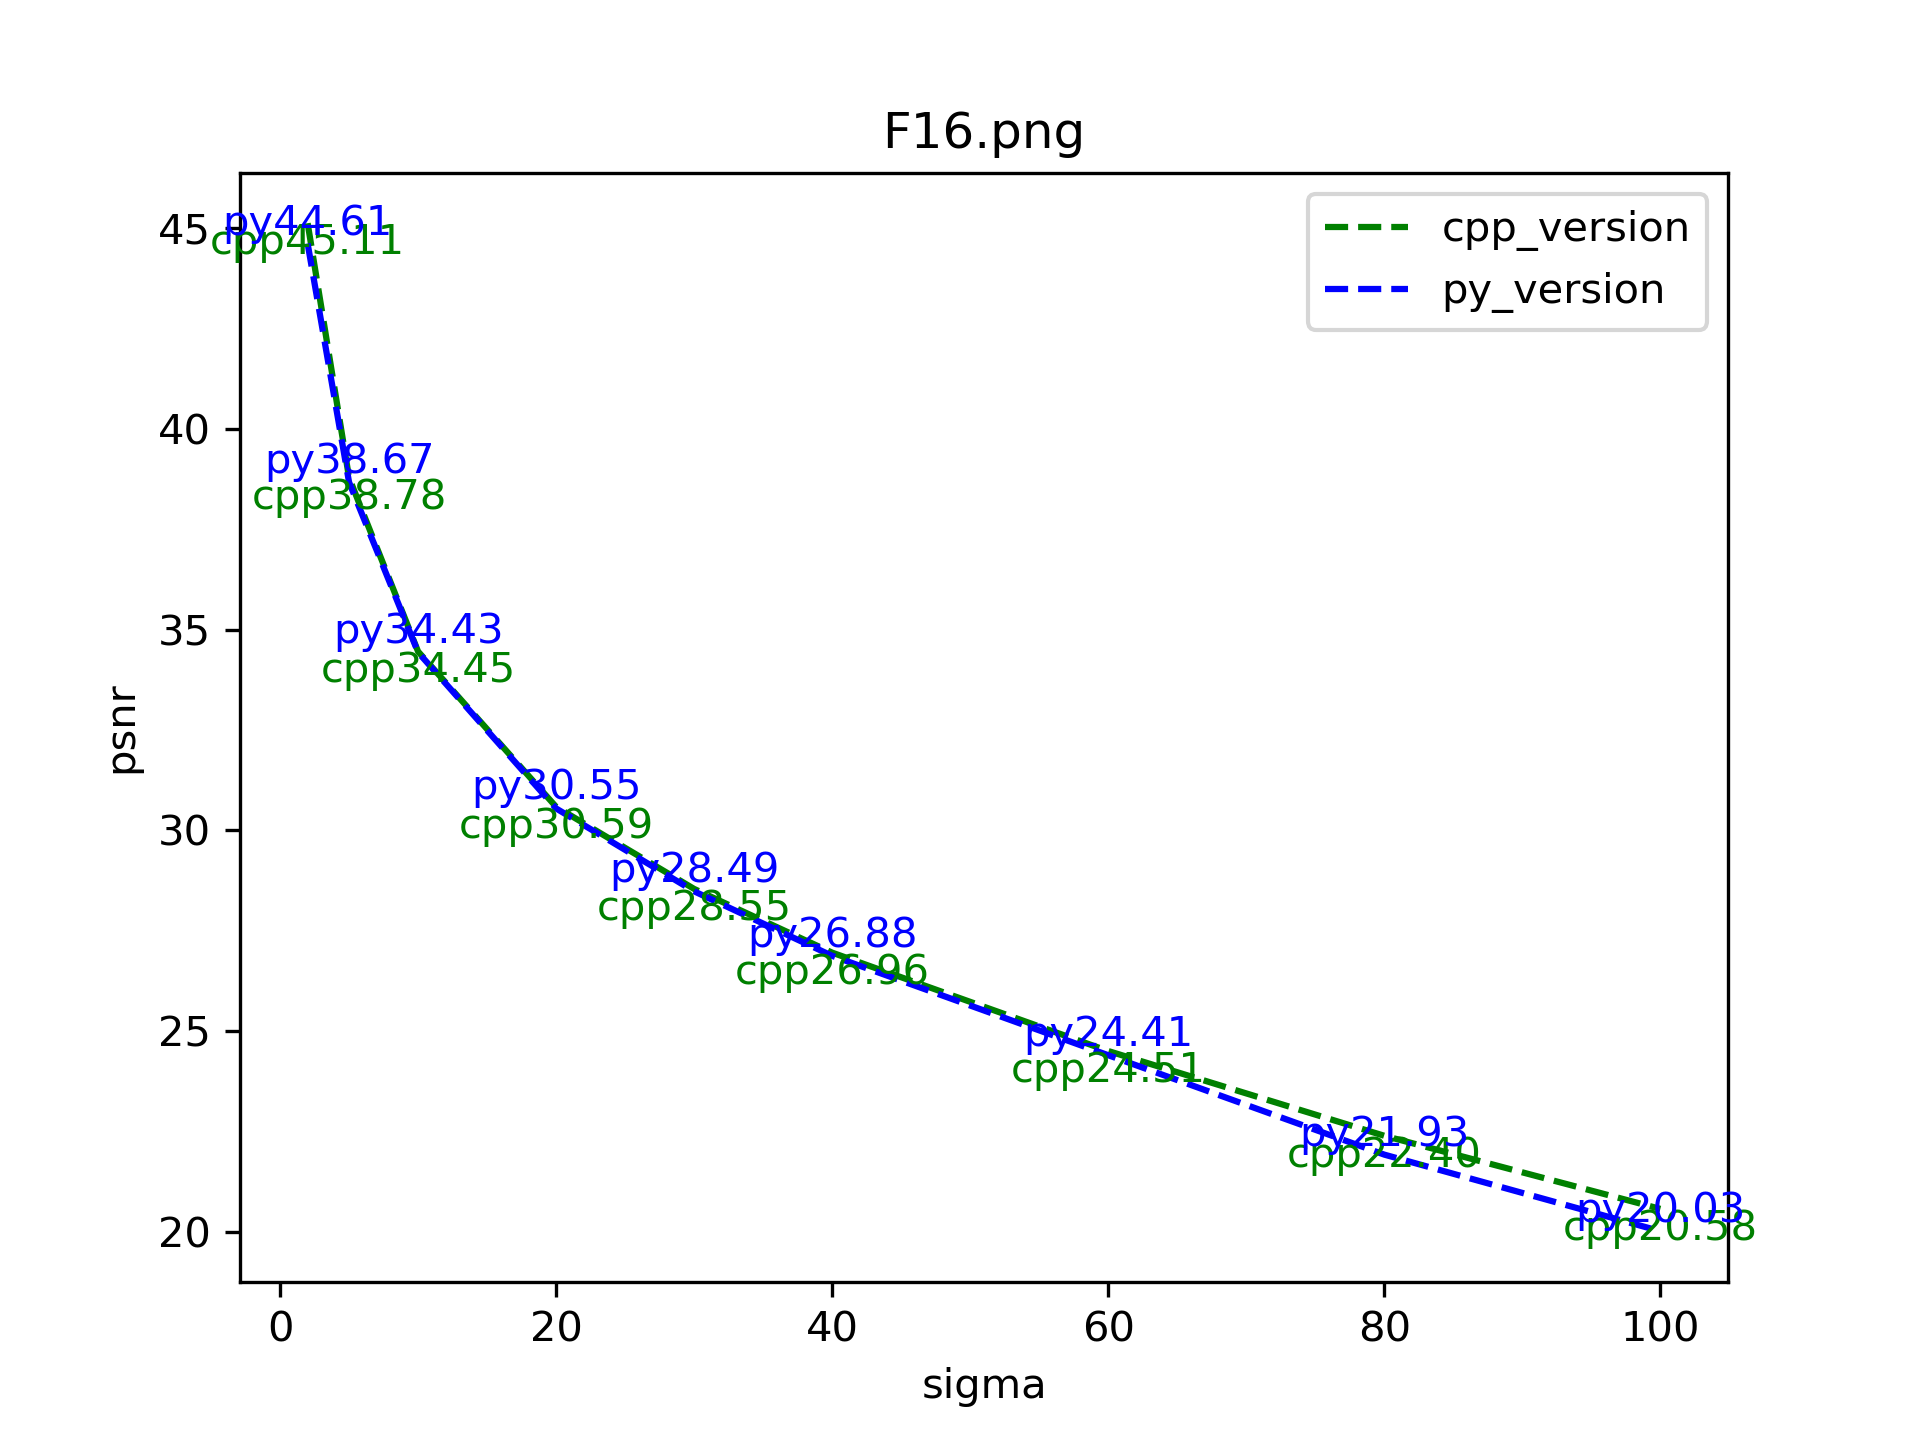 F16.png
cpp_version
py_version
psnr
45
40
35
30
25
20
py44.61
cpp45.11
py38.67
cpp38.78
py34.43
cpp34.45
py30.55
cpp30.59
py28.49
cpp28.55
py26.88
cpp26.96
py24.41
cpp24.51
py21.93
cpp22.40
py20.03
cpp20.58
0 20 40 60 80 100
sigma